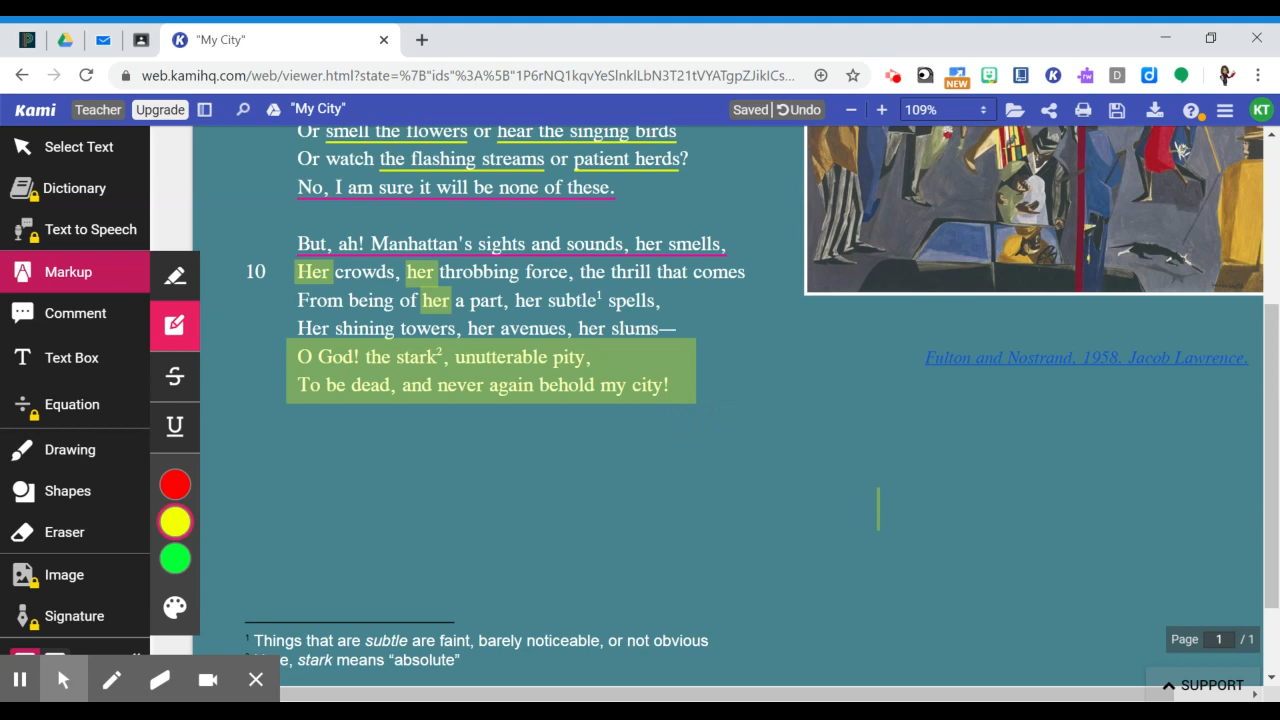 "My City"
web.kamihq.com/web/viewer.html?state=%7B"ids"%3A%5B"1P6rNQ1kqvYeSlnklLbN3T21tVYATgpZJiklCs...
NEW
Kami Teacher Upgrade "My City" Saved Undo 109% KT
Select Text
Dictionary
Text to Speech
Markup
Comment
Text Box
Equation
Drawing
Shapes
Eraser
Image
Signature
Or smell the flowers or hear the singing birds
Or watch the flashing streams or patient herds?
No, I am sure it will be none of these.
But, ah! Manhattan's sights and sounds, her smells,
10 Her crowds, her throbbing force, the thrill that comes
From being of her a part, her subtle1 spells,
Her shining towers, her avenues, her slums—
O God! the stark2, unutterable pity,
To be dead, and never again behold my city!
Fulton and Nostrand, 1958, Jacob Lawrence.
1 Things that are subtle are faint, barely noticeable, or not obvious
stark means "absolute"
Page 1 / 1
SUPPORT